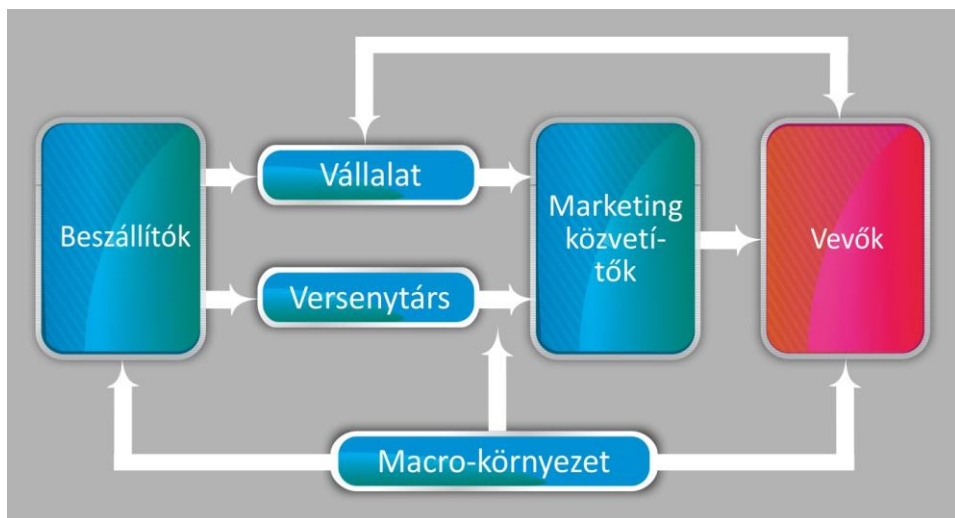 Vállalat
Beszállítók
Marketing
közvetí-
tők
Vevők
Versenytárs
Macro-környezet